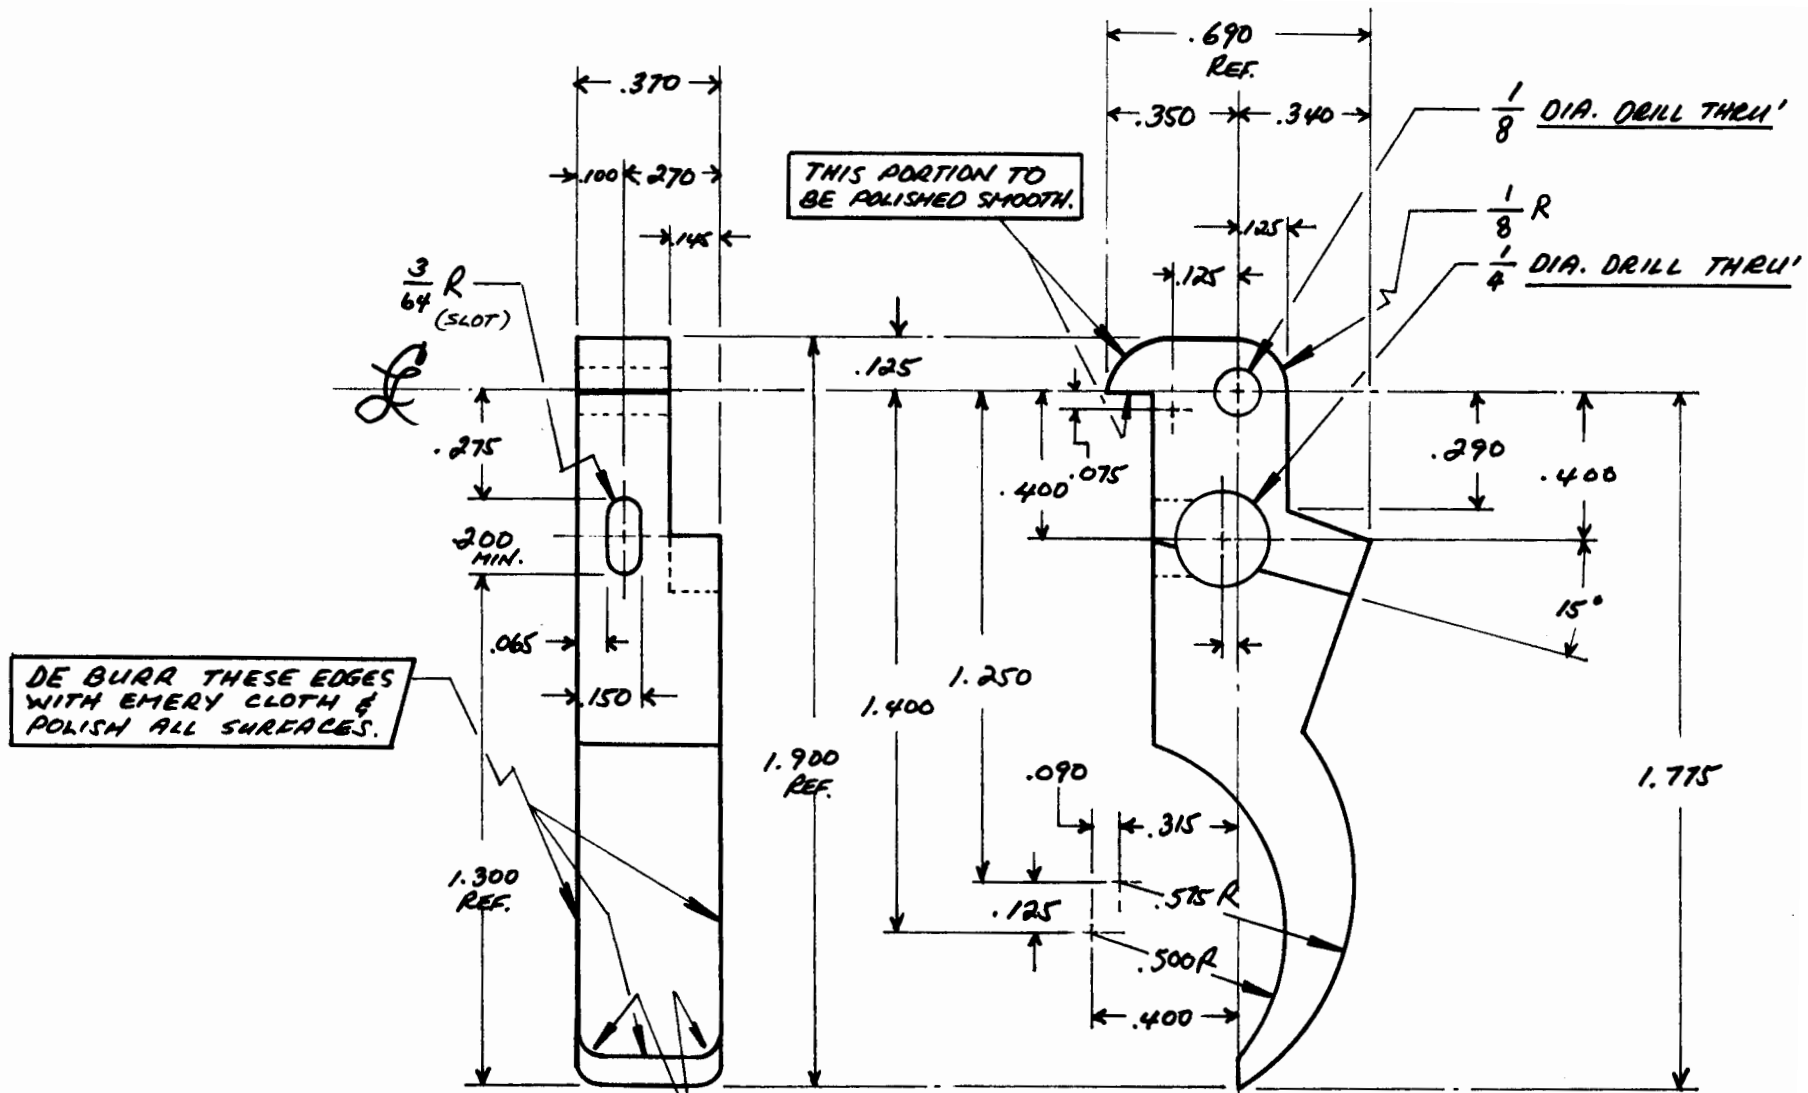 .690
REF.
.370
.350
.340
1/8 DIA. DRILL THRU'
.100
.270
THIS PORTION TO
BE POLISHED SMOOTH.
1/8 R
.145
.125
.125
1/4 DIA. DRILL THRU'
3/64 R
(SLOT)
.125
.275
.290
.400
.075
.400
.200
MIN.
15°
.065
DE BURR THESE EDGES
WITH EMERY CLOTH &
POLISH ALL SURFACES.
.150
1.250
1.400
1.900
REF.
.090
1.775
.315
1.300
REF.
.575 R
.125
.500 R
.400